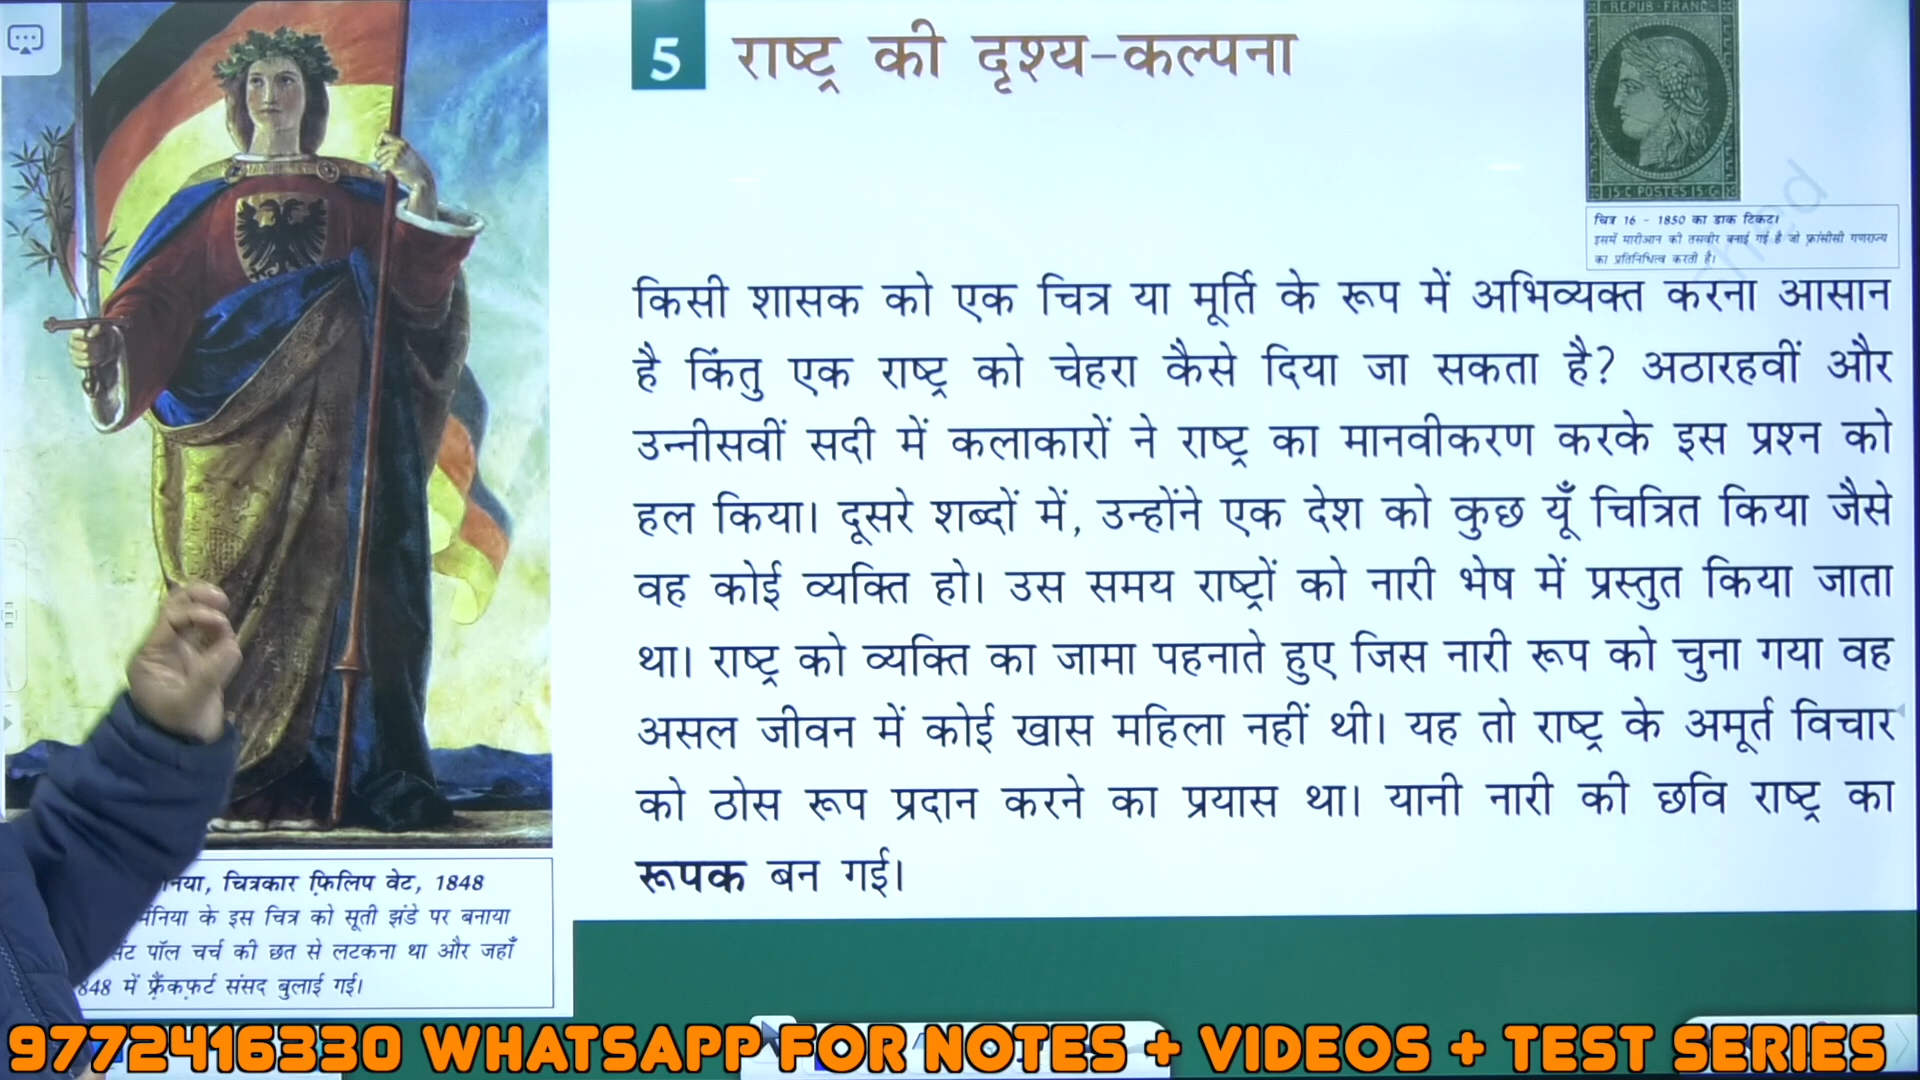 5 राष्ट्र की दृश्य-कल्पना
REPUB·FRANC
15·C·POSTES·15·C
चित्र 16 - 1850 का डाक टिकट।
इसमें मारीआन की तसवीर बनाई गई है जो फ़्रांसीसी गणराज्य
का प्रतिनिधित्व करती है।
किसी शासक को एक चित्र या मूर्ति के रूप में अभिव्यक्त करना आसान
है किंतु एक राष्ट्र को चेहरा कैसे दिया जा सकता है? अठारहवीं और
उन्नीसवीं सदी में कलाकारों ने राष्ट्र का मानवीकरण करके इस प्रश्न को
हल किया। दूसरे शब्दों में, उन्होंने एक देश को कुछ यूँ चित्रित किया जैसे
वह कोई व्यक्ति हो। उस समय राष्ट्रों को नारी भेष में प्रस्तुत किया जाता
था। राष्ट्र को व्यक्ति का जामा पहनाते हुए जिस नारी रूप को चुना गया वह
असल जीवन में कोई खास महिला नहीं थी। यह तो राष्ट्र के अमूर्त विचार
को ठोस रूप प्रदान करने का प्रयास था। यानी नारी की छवि राष्ट्र का
रूपक बन गई।
चित्रकार फ़िलिप वेट, 1848
के इस चित्र को सूती झंडे पर बनाया
पॉल चर्च की छत से लटकना था और जहाँ
848 में फ़्रैंकफ़र्ट संसद बुलाई गई।
9772416330 WHATSAPP FOR NOTES + VIDEOS + TEST SERIES